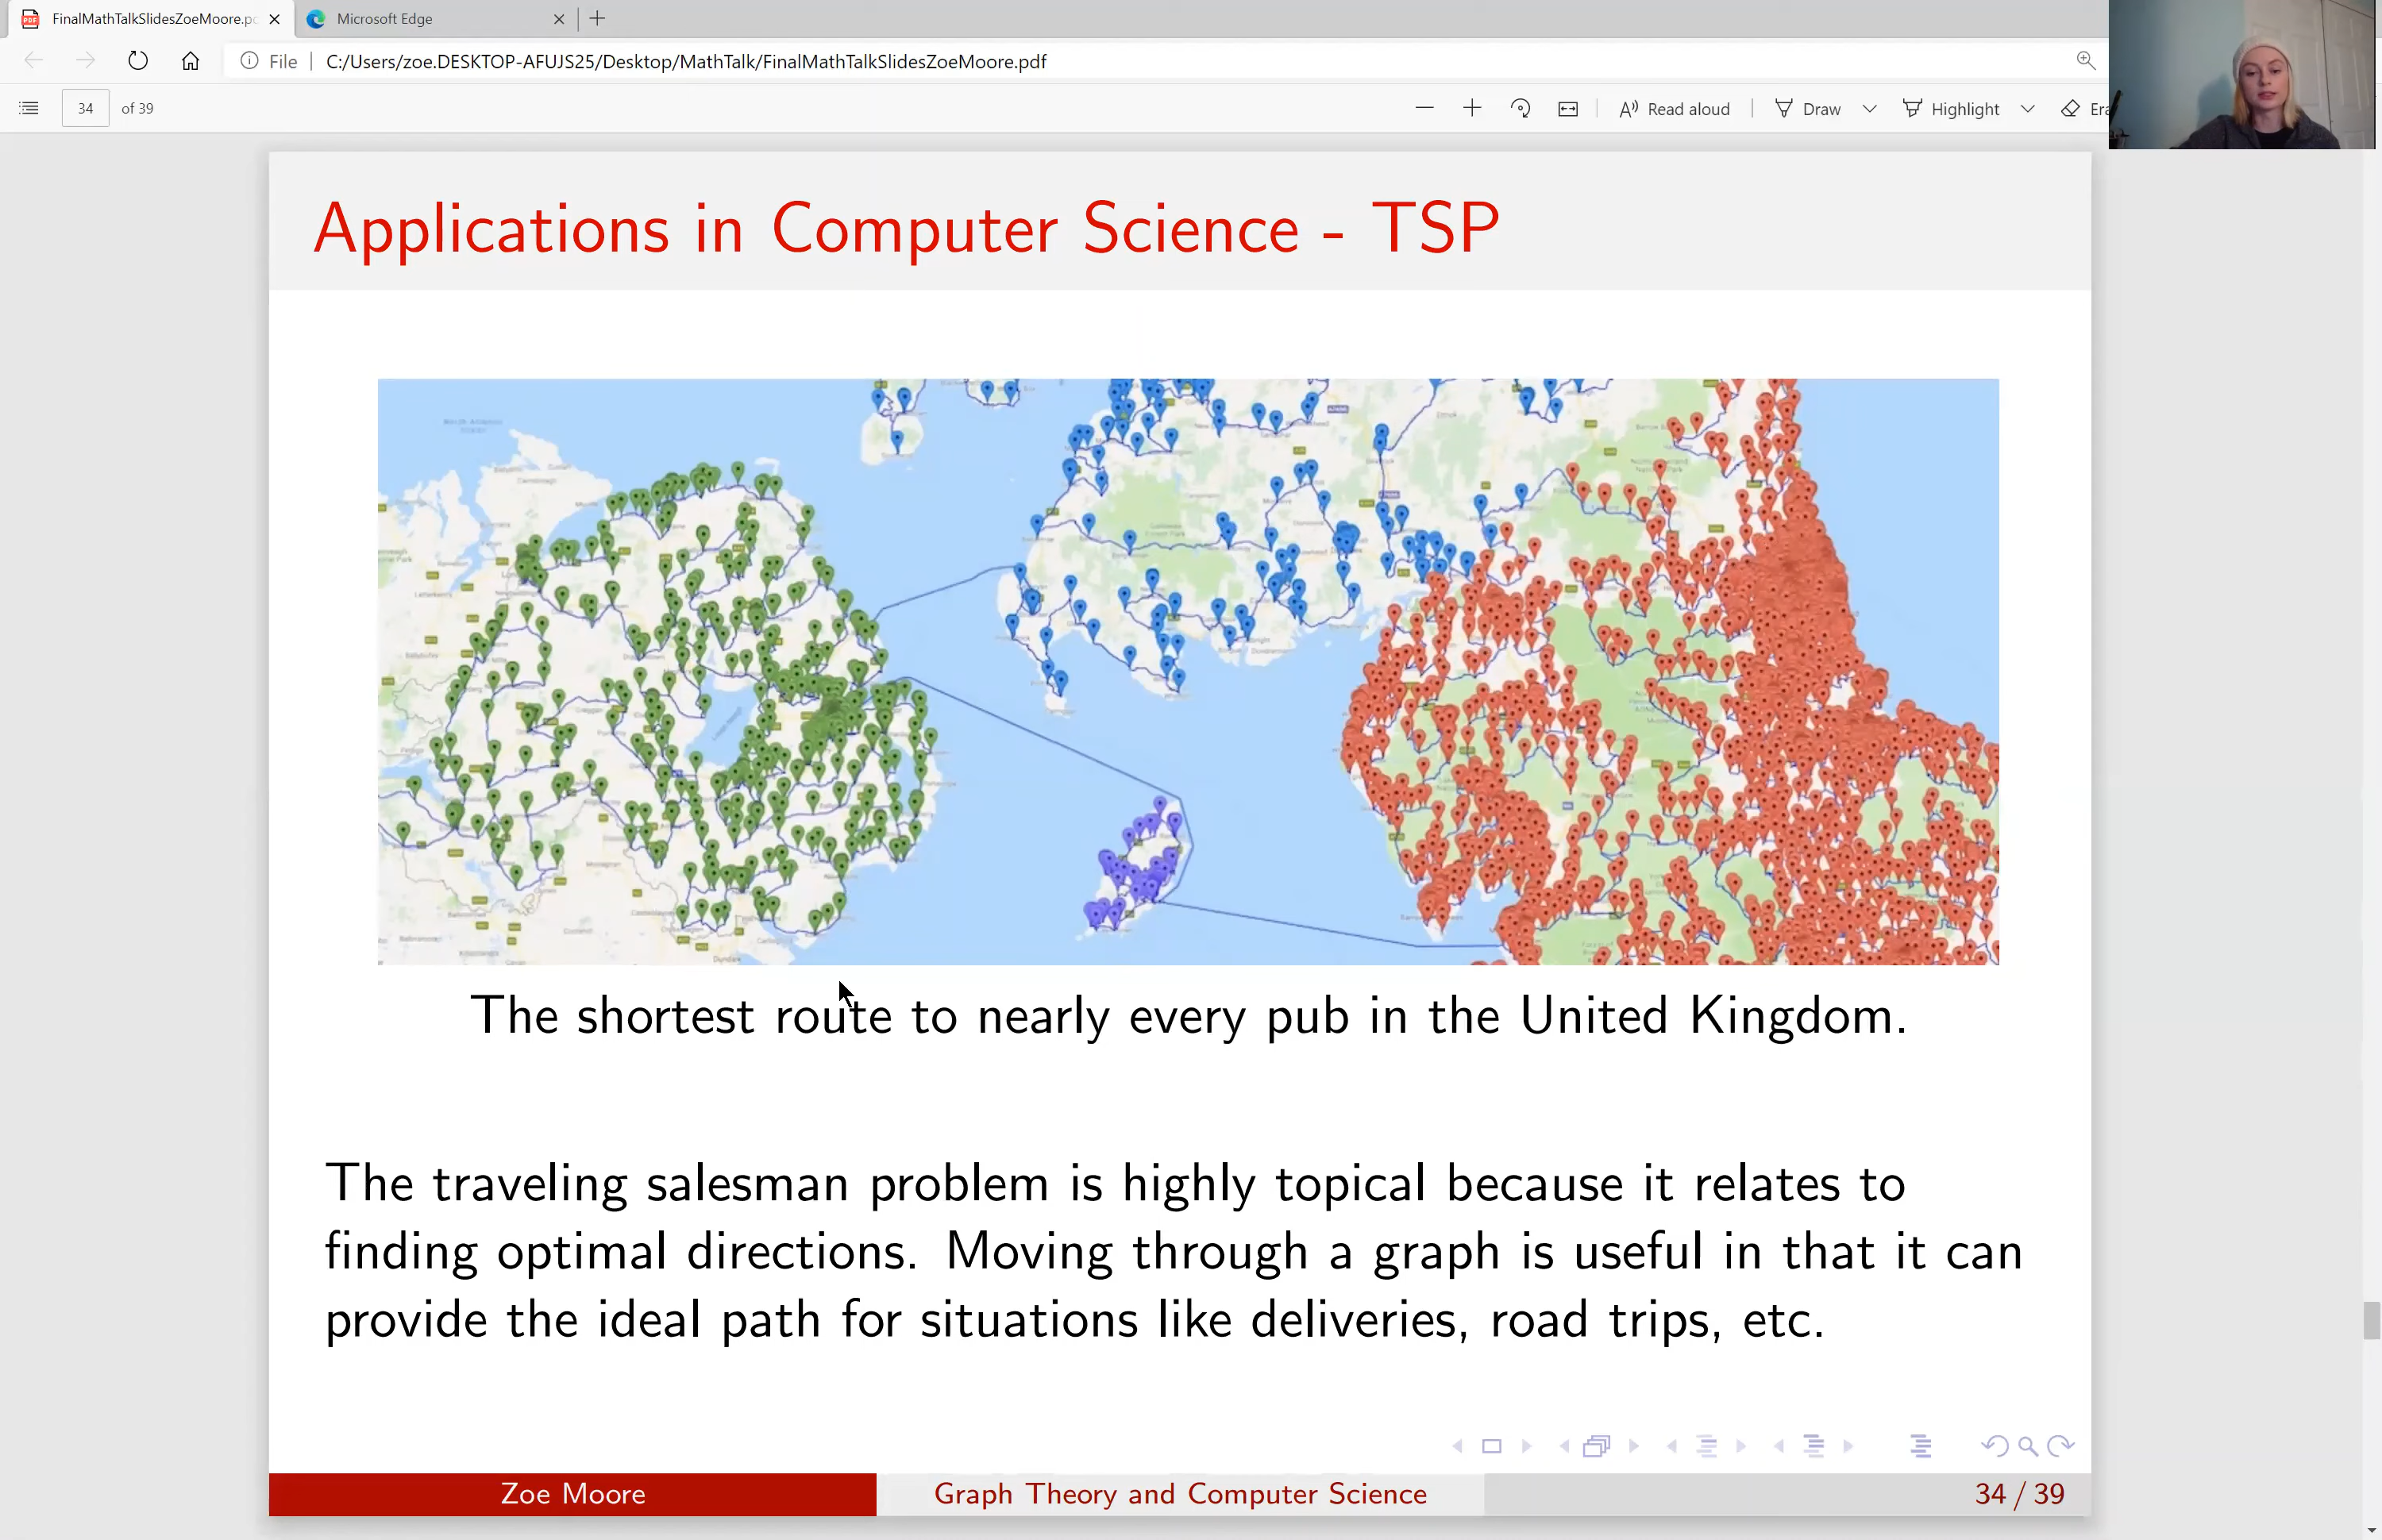 FinalMathTalkSlidesZoeMoore.p
Microsoft Edge
File
C:/Users/zoe.DESKTOP-AFUJS25/Desktop/MathTalk/FinalMathTalkSlidesZoeMoore.pdf
34 of 39
Read aloud
Draw
Highlight
Era
Applications in Computer Science - TSP
The shortest route to nearly every pub in the United Kingdom.
The traveling salesman problem is highly topical because it relates to
finding optimal directions. Moving through a graph is useful in that it can
provide the ideal path for situations like deliveries, road trips, etc.
Zoe Moore
Graph Theory and Computer Science
34 / 39